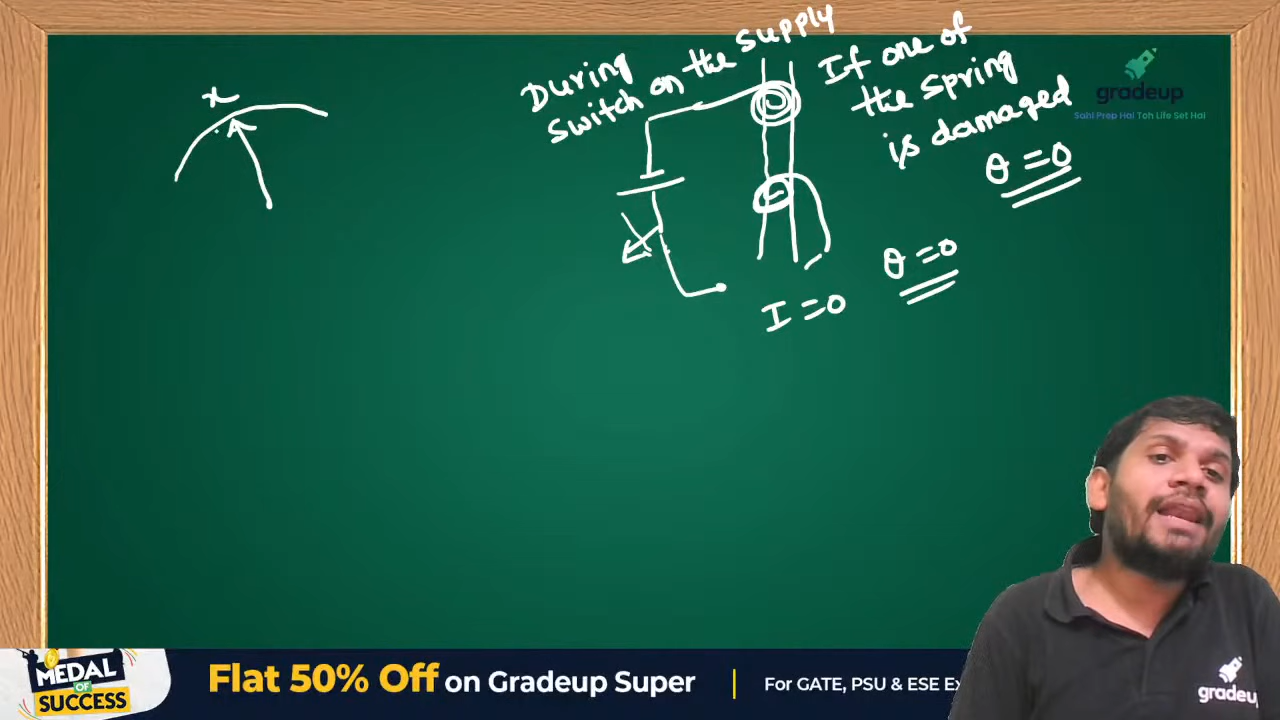 x
During
Switch on the supply
If one of
the spring
is damaged
θ = 0
θ = 0
I = 0
gradeup
Sahi Prep Hai Toh Life Set Hai
gradeup
MEDAL
OF
SUCCESS
Flat 50% Off on Gradeup Super
For GATE, PSU & ESE Ex